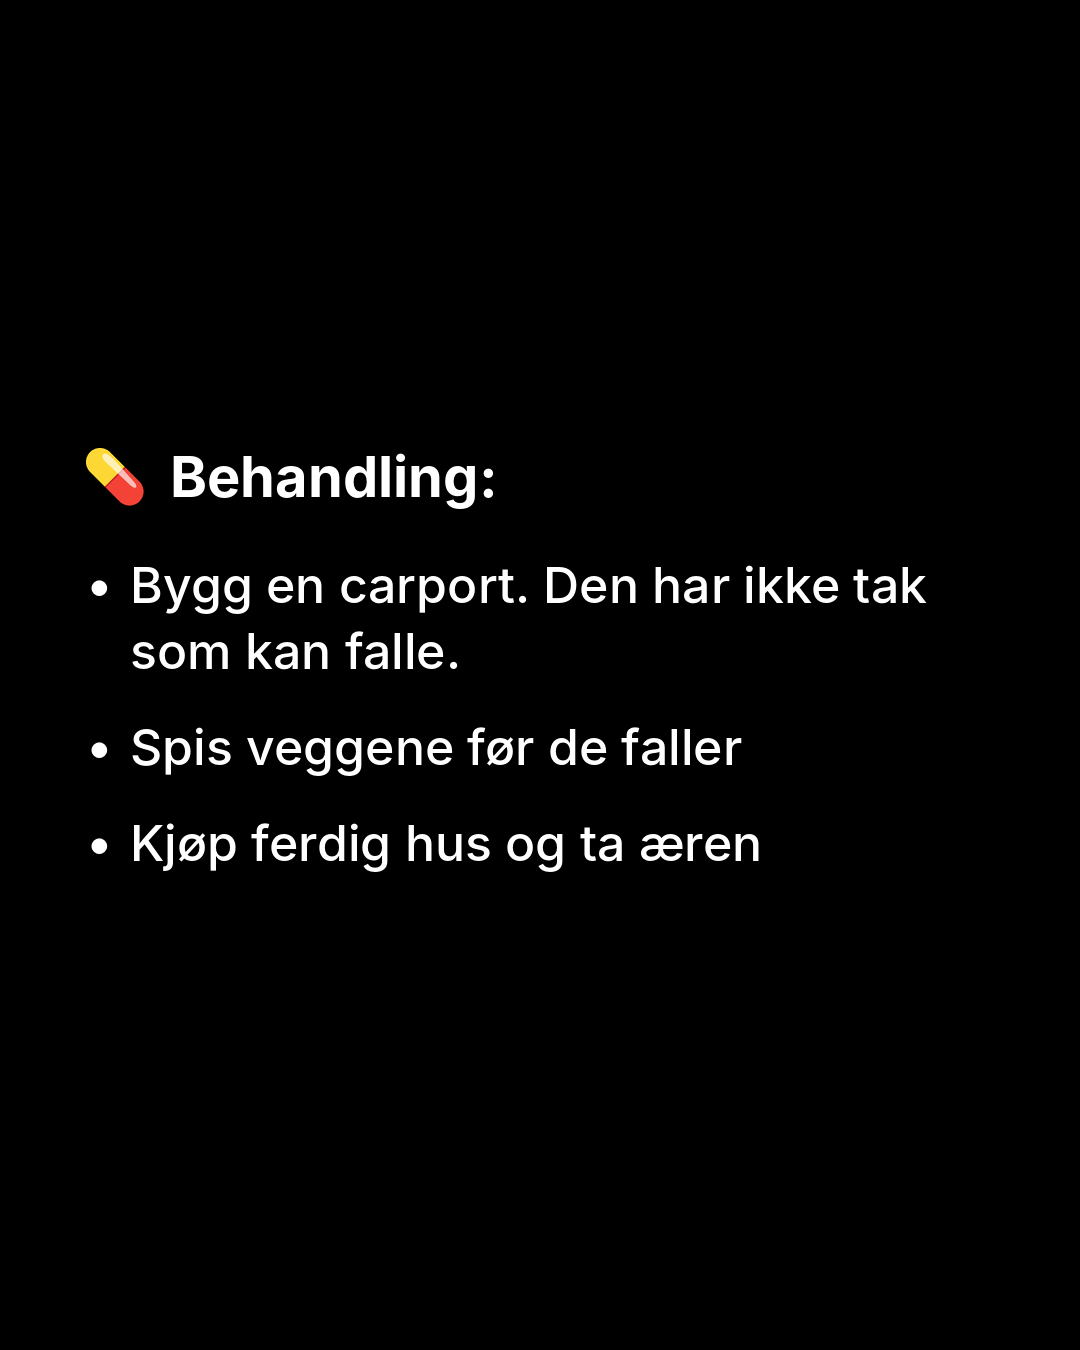 💊 Behandling:
• Bygg en carport. Den har ikke tak
som kan falle.
• Spis veggene før de faller
• Kjøp ferdig hus og ta æren